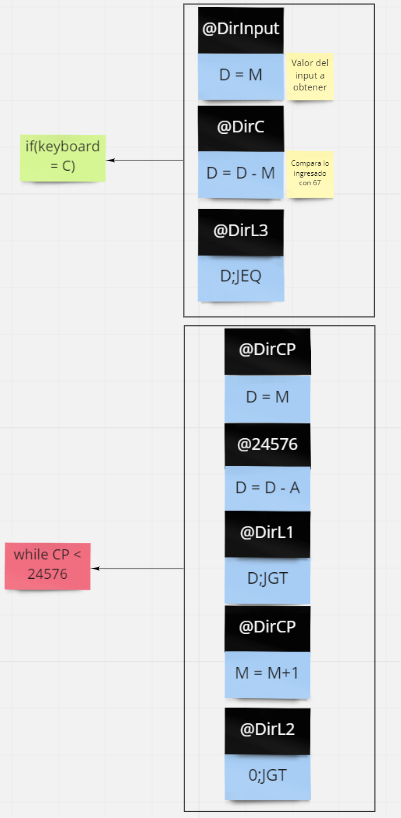 @DirInput
D = M
Valor del
input a
obtener
@DirC
if(keyboard
= C)
D = D - M
Compara lo
ingresado
con 67
@DirL3
D;JEQ
@DirCP
D = M
@24576
D = D - A
@DirL1
while CP <
24576
D;JGT
@DirCP
M = M+1
@DirL2
0;JGT